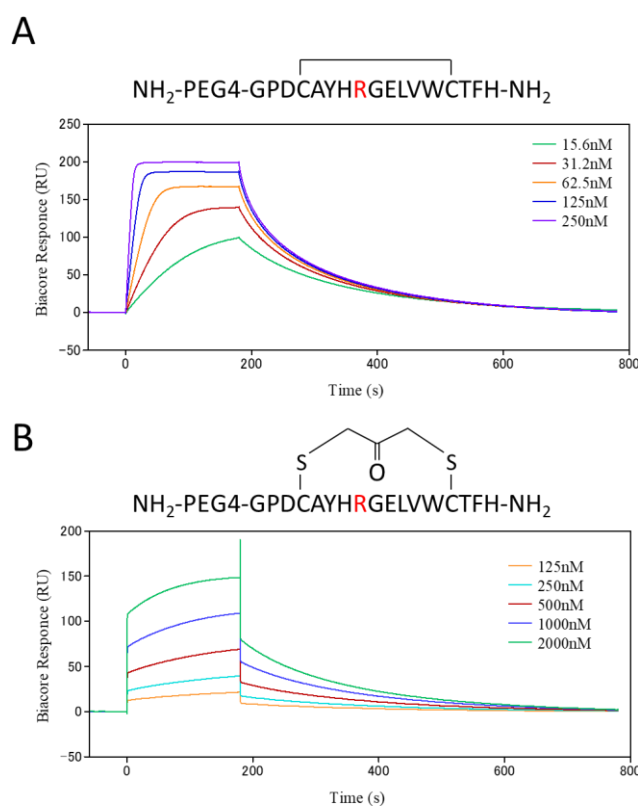 A
NH₂-PEG4-GPDCAYHRGELVWCTFH-NH₂
250
200
150
100
50
0
−50
Biacore Responce (RU)
15.6nM
31.2nM
62.5nM
125nM
250nM
0
200
400
600
800
Time (s)
B
S
O
S
NH₂-PEG4-GPDCAYHRGELVWCTFH-NH₂
200
150
100
50
0
−50
Biacore Responce (RU)
125nM
250nM
500nM
1000nM
2000nM
0
200
400
600
800
Time (s)